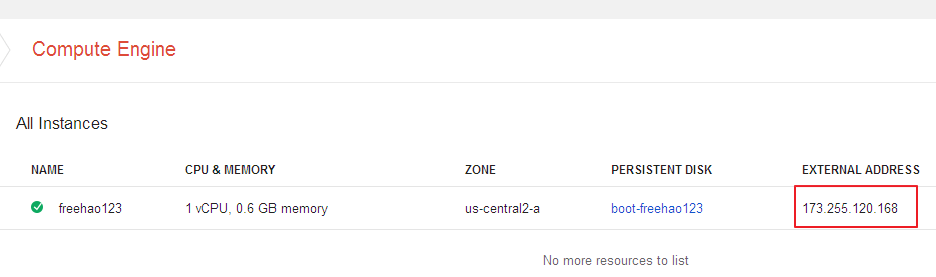 Compute Engine
All Instances
NAME CPU & MEMORY ZONE PERSISTENT DISK EXTERNAL ADDRESS
freehao123 1 vCPU, 0.6 GB memory us-central2-a boot-freehao123 173.255.120.168
No more resources to list